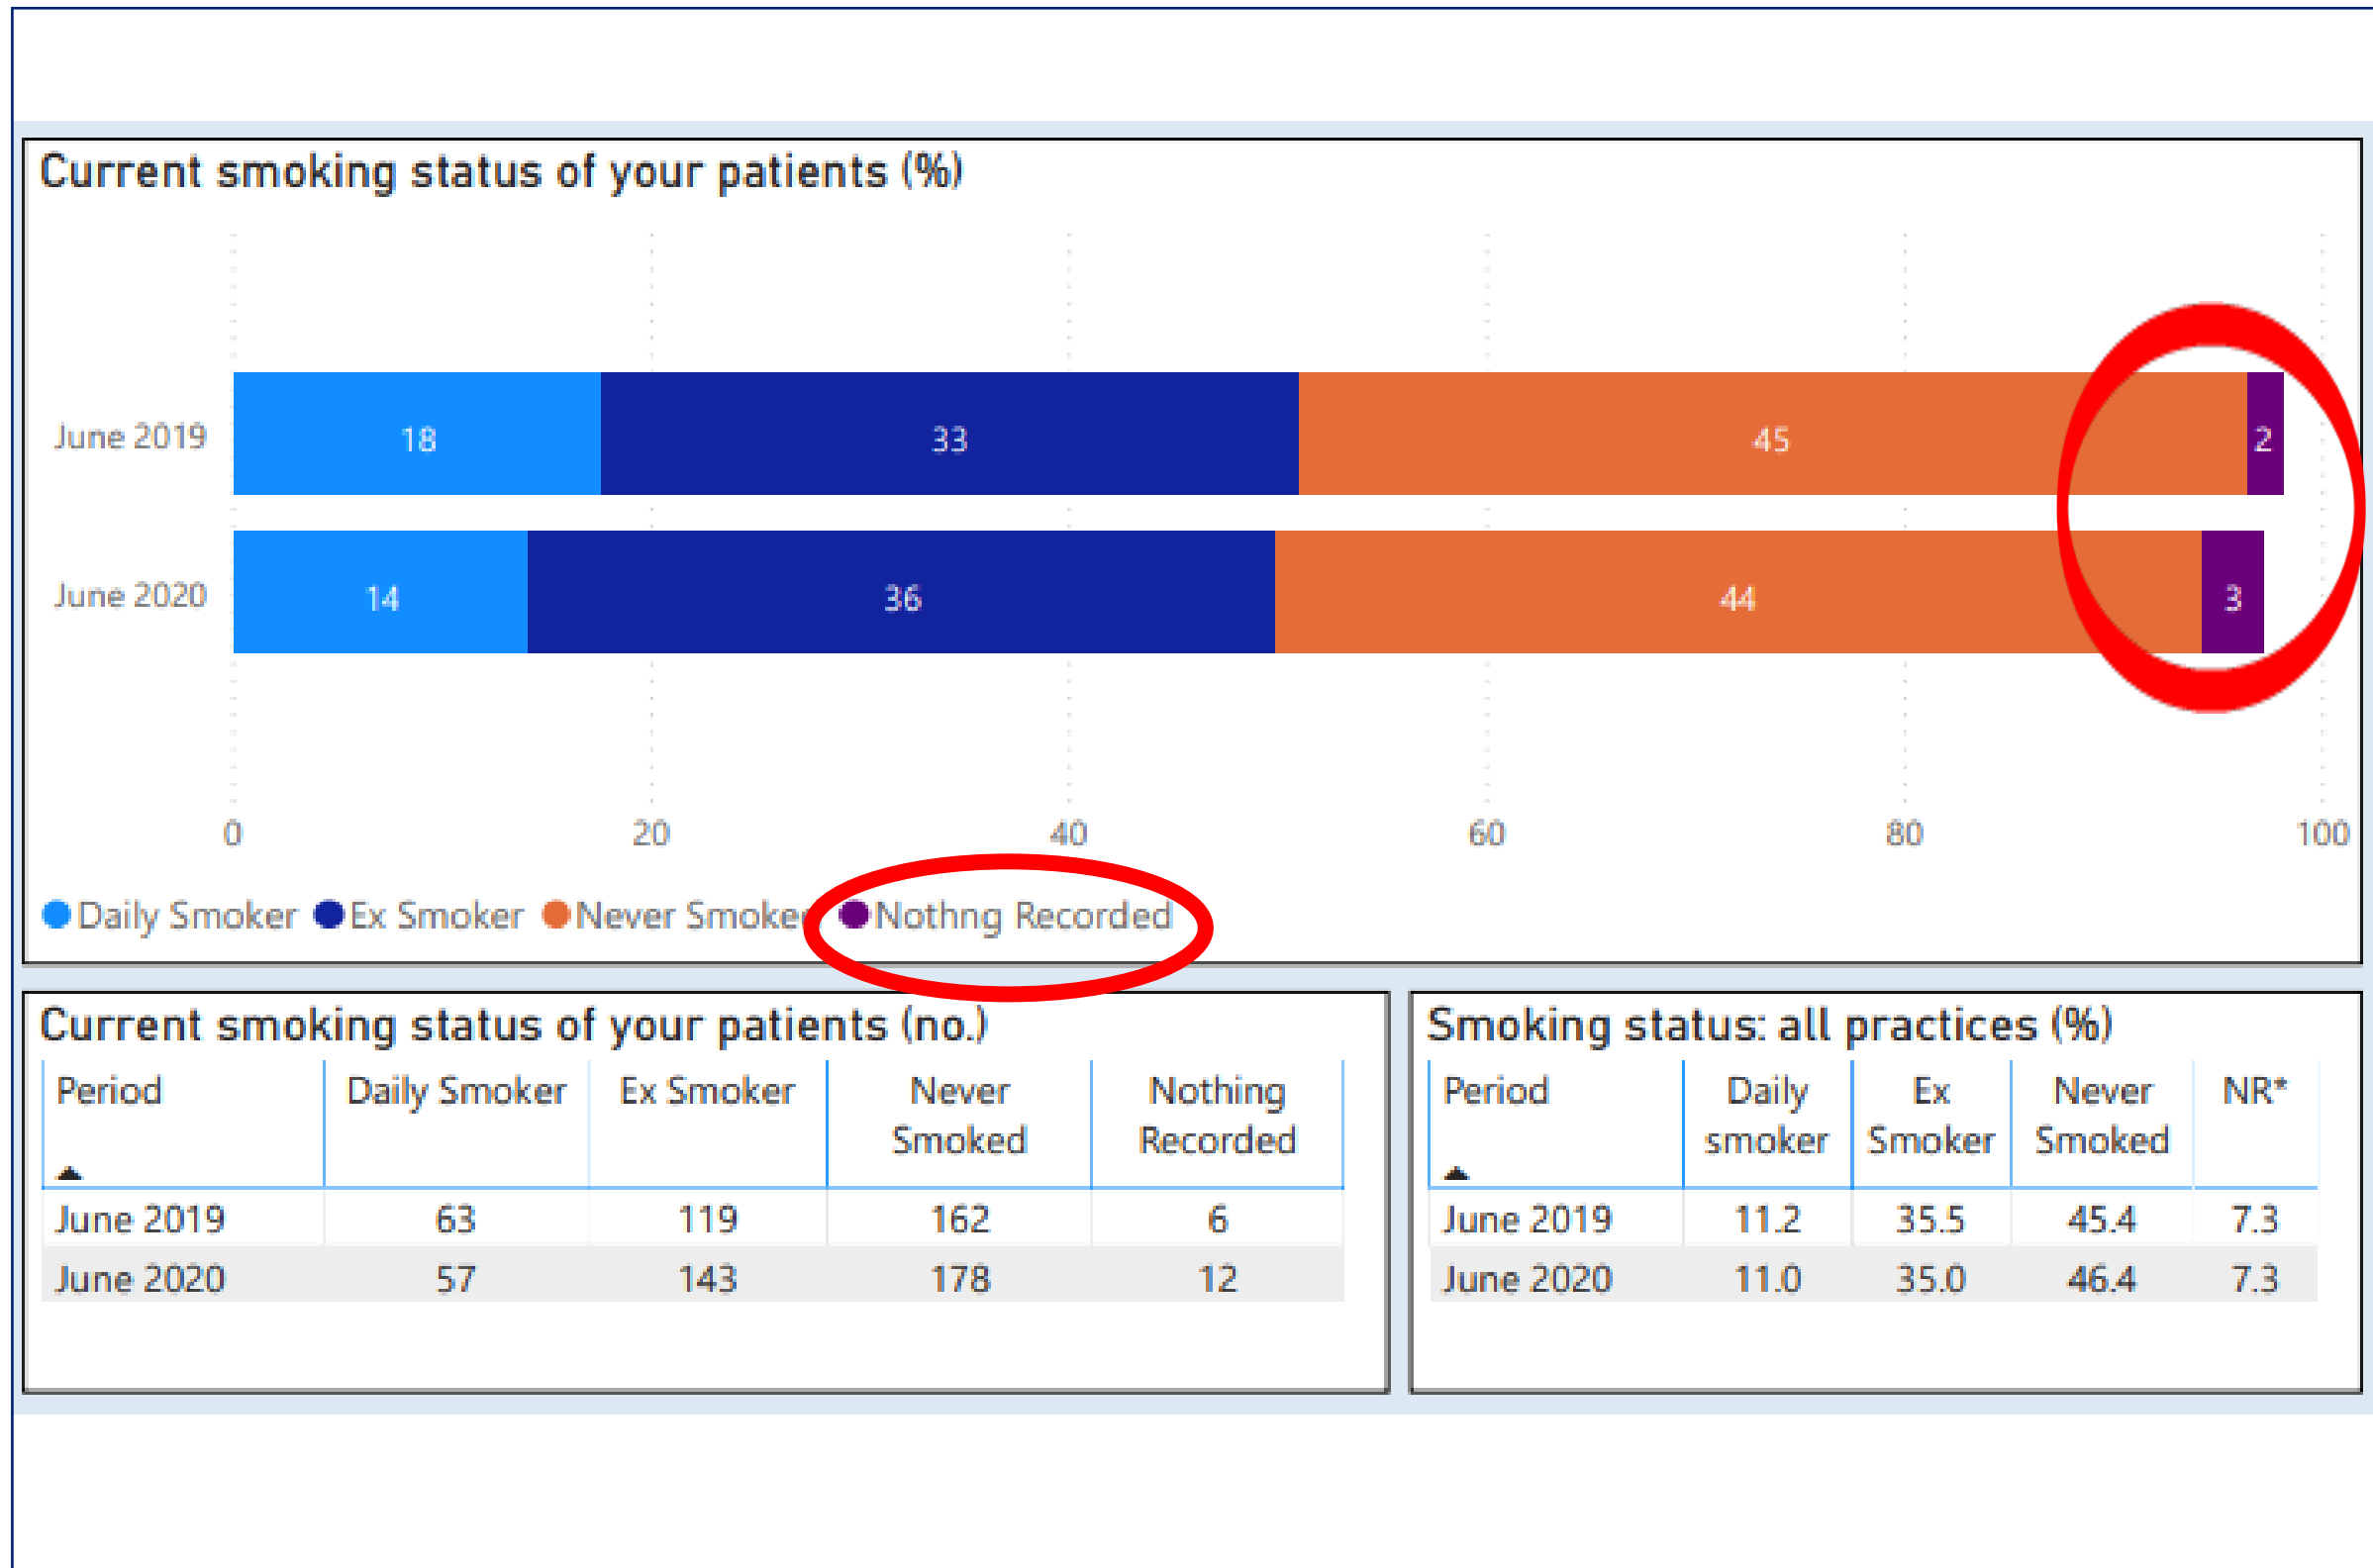 Current smoking status of your patients (%)
June 2019 18 33 45 2
June 2020 14 36 44 3
0 20 40 60 80 100
Daily Smoker Ex Smoker Never Smoker Nothng Recorded
Current smoking status of your patients (no.)
Period Daily Smoker Ex Smoker Never Nothing
Smoked Recorded
June 2019 63 119 162 6
June 2020 57 143 178 12
Smoking status: all practices (%)
Period Daily Ex Never NR*
smoker Smoker Smoked
June 2019 11.2 35.5 45.4 7.3
June 2020 11.0 35.0 46.4 7.3